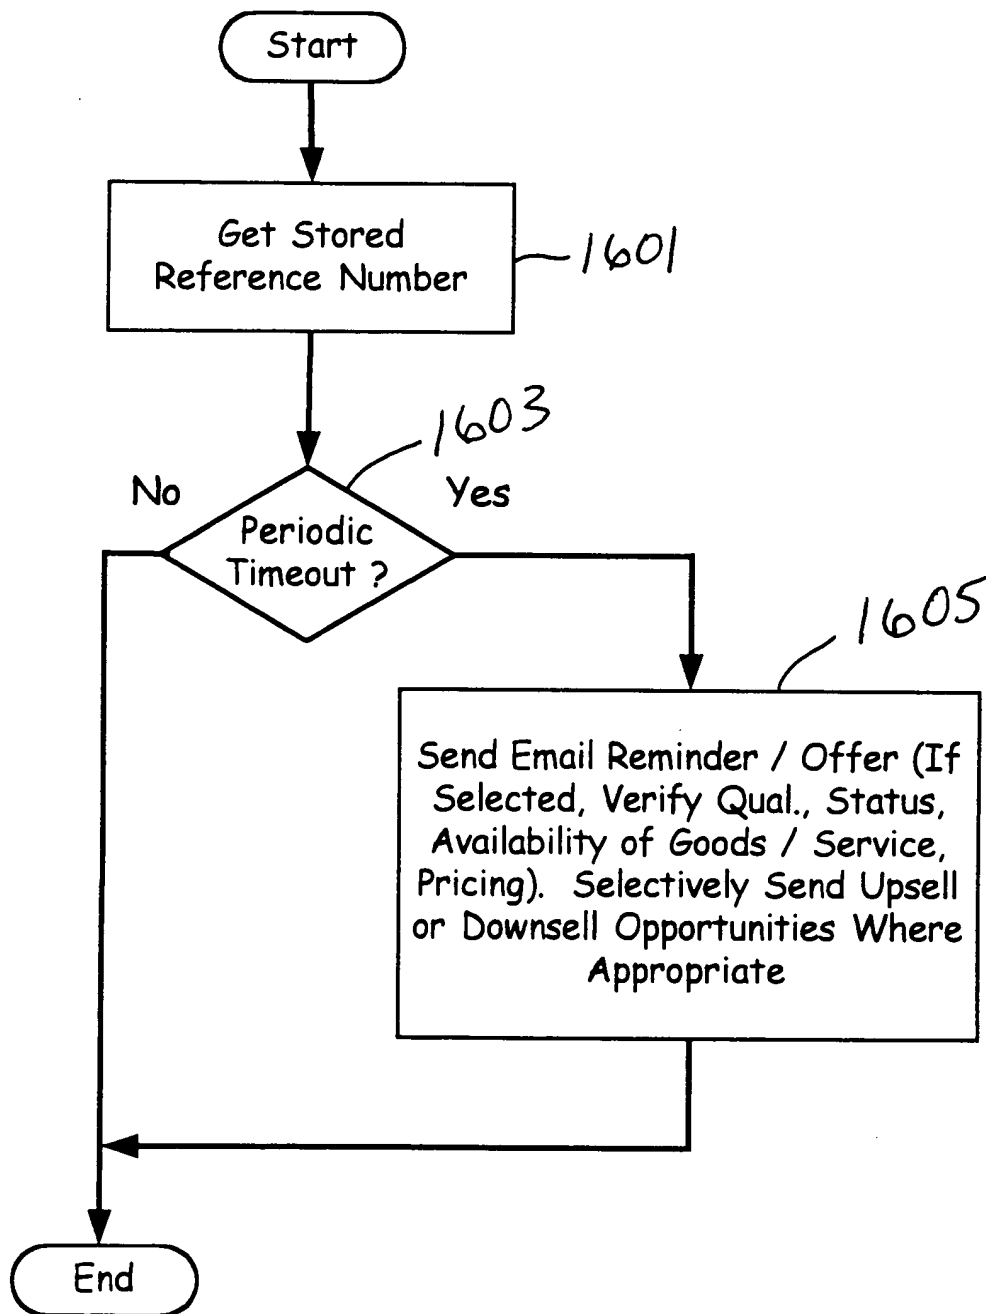 Start
Get Stored
Reference Number
1601
1603
No
Yes
Periodic
Timeout ?
1605
Send Email Reminder / Offer (If
Selected, Verify Qual., Status,
Availability of Goods / Service,
Pricing). Selectively Send Upsell
or Downsell Opportunities Where
Appropriate
End